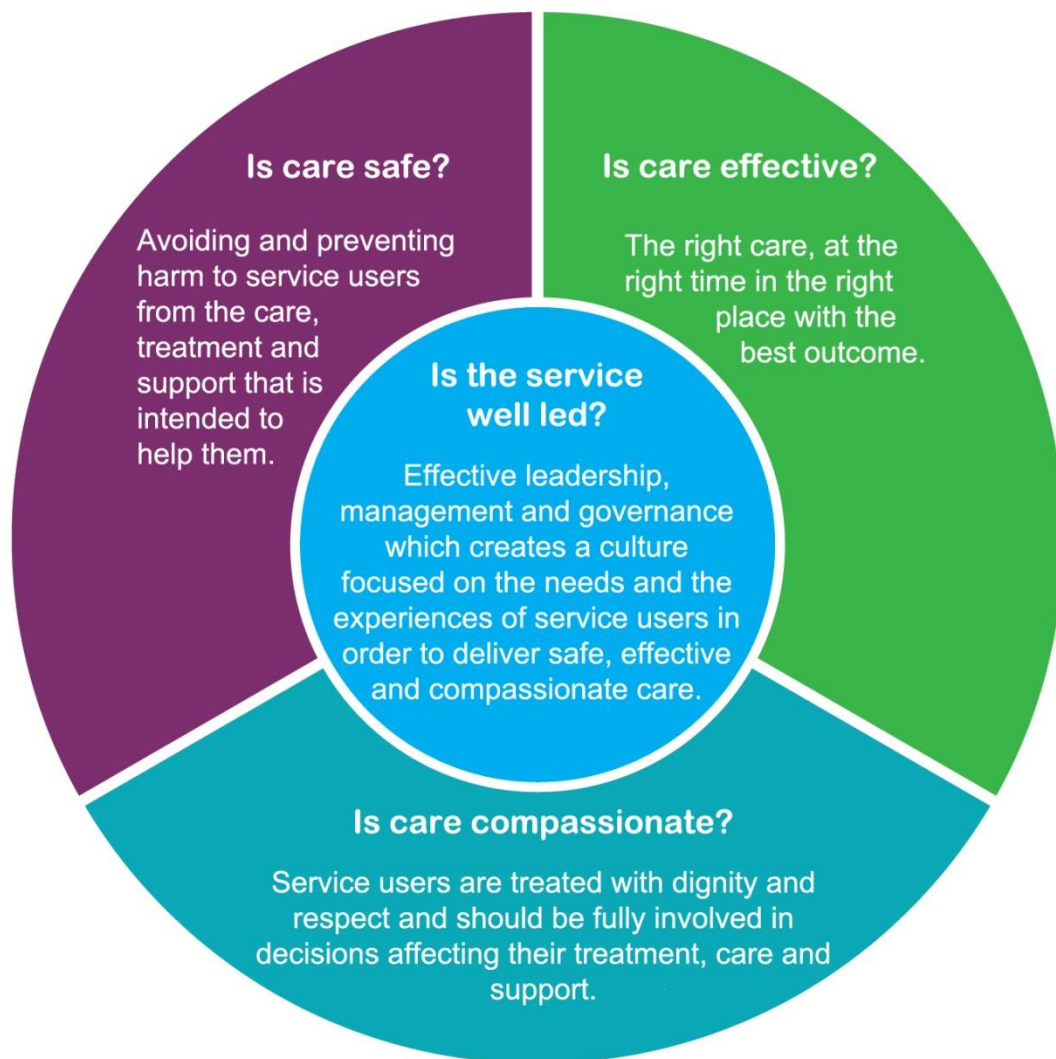 Is care safe?
Avoiding and preventing
harm to service users
from the care,
treatment and
support that is
intended to
help them.
Is care effective?
The right care, at the
right time in the right
place with the
best outcome.
Is the service
well led?
Effective leadership,
management and governance
which creates a culture
focused on the needs and the
experiences of service users in
order to deliver safe, effective
and compassionate care.
Is care compassionate?
Service users are treated with dignity and
respect and should be fully involved in
decisions affecting their treatment, care and
support.